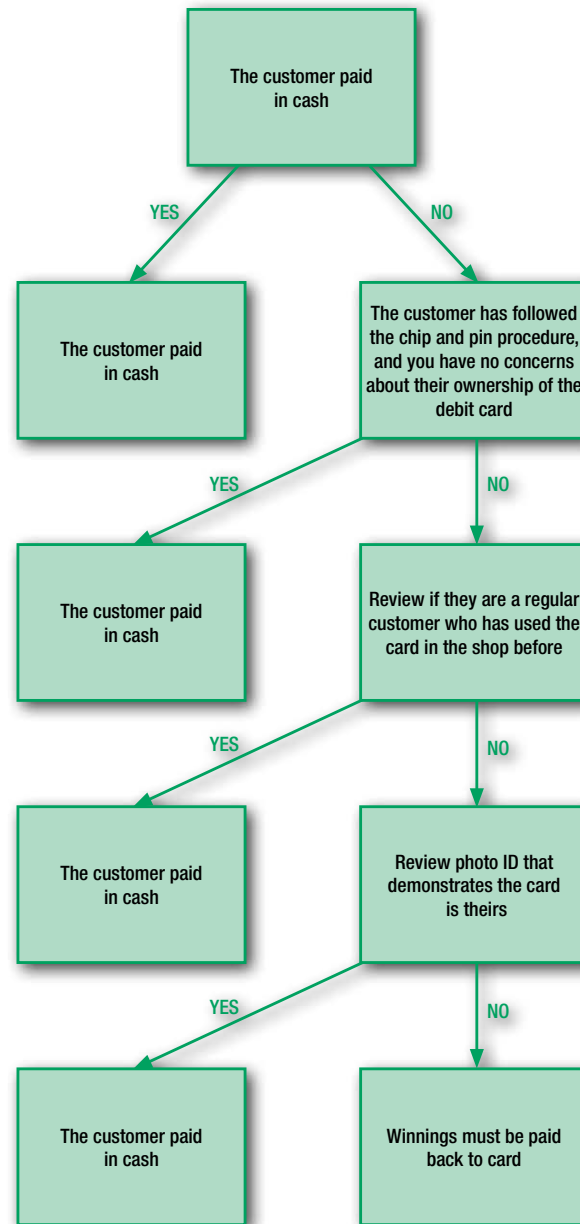 The customer paid
in cash
YES
NO
The customer paid
in cash
The customer has followed
the chip and pin procedure,
and you have no concerns
about their ownership of the
debit card
YES
NO
The customer paid
in cash
Review if they are a regular
customer who has used the
card in the shop before
YES
NO
The customer paid
in cash
Review photo ID that
demonstrates the card
is theirs
YES
NO
The customer paid
in cash
Winnings must be paid
back to card